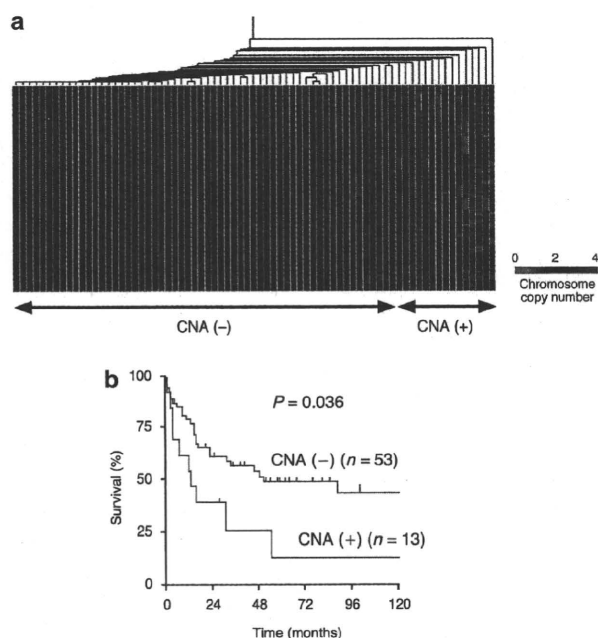 a
0 2 4
Chromosome
copy number
CNA (–)
CNA (+)
b
100
75
50
25
0
Survival (%)
P = 0.036
CNA (–) (n = 53)
CNA (+) (n = 13)
0 24 48 72 96 120
Time (months)